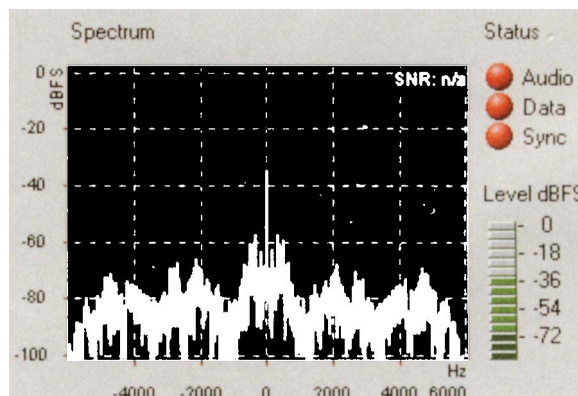 Spectrum
Status
0
dBFS
SNR: n/a
-20
-40
-60
-80
-100
Hz
-4000 -2000 0 2000 4000 6000
Audio
Data
Sync
Level dBFS
0
-18
-36
-54
-72